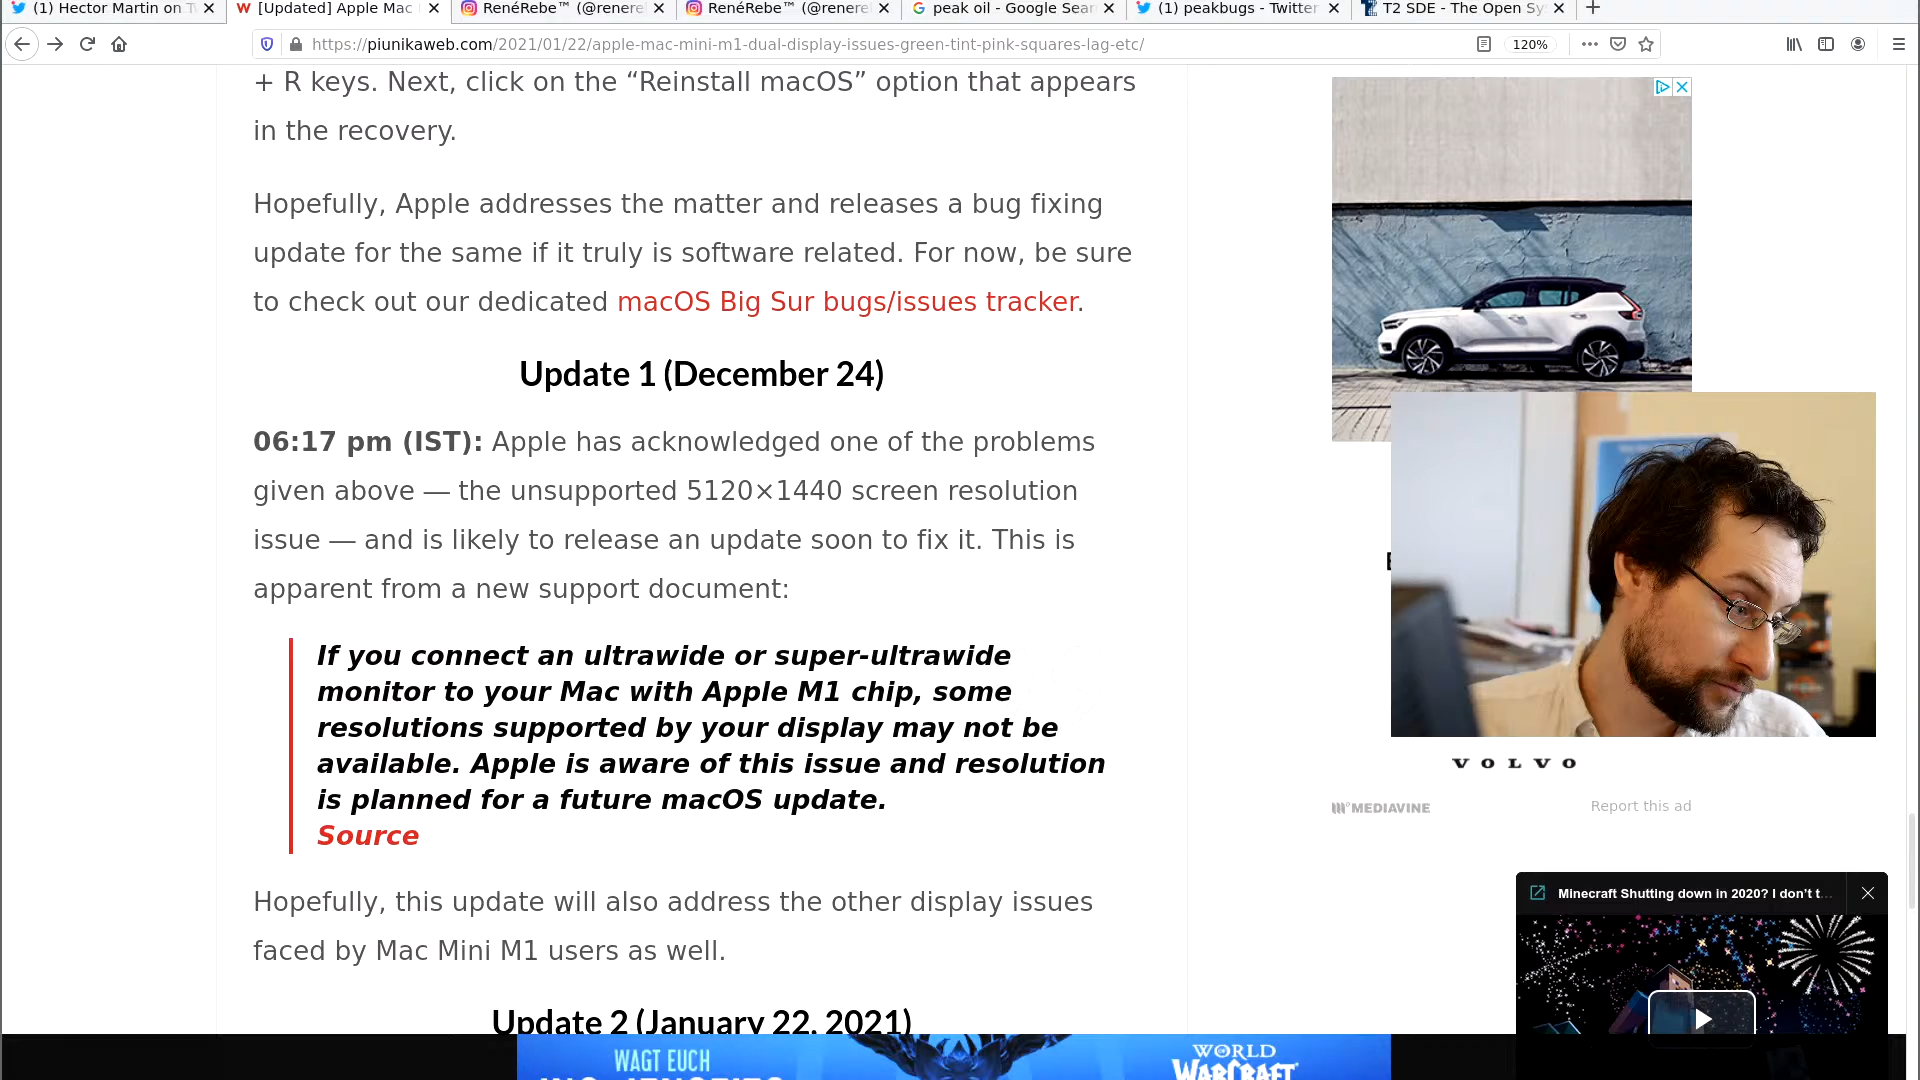 (1) Hector Martin on T
[Updated] Apple Mac
RenéRebe™ (@renere
RenéRebe™ (@renere
peak oil - Google Sear
(1) peakbugs - Twitter
T2 SDE - The Open Sy
https://piunikaweb.com/2021/01/22/apple-mac-mini-m1-dual-display-issues-green-tint-pink-squares-lag-etc/
120%
+ R keys. Next, click on the “Reinstall macOS” option that appears
in the recovery.
Hopefully, Apple addresses the matter and releases a bug fixing
update for the same if it truly is software related. For now, be sure
to check out our dedicated macOS Big Sur bugs/issues tracker.
Update 1 (December 24)
06:17 pm (IST): Apple has acknowledged one of the problems
given above — the unsupported 5120×1440 screen resolution
issue — and is likely to release an update soon to fix it. This is
apparent from a new support document:
If you connect an ultrawide or super-ultrawide
monitor to your Mac with Apple M1 chip, some
resolutions supported by your display may not be
available. Apple is aware of this issue and resolution
is planned for a future macOS update.
Source
Hopefully, this update will also address the other display issues
faced by Mac Mini M1 users as well.
Update 2 (January 22, 2021)
VOLVO
MEDIAVINE
Report this ad
Minecraft Shutting down in 2020? I don’t t...
WAGT EUCH
WORLD
WARCRAFT